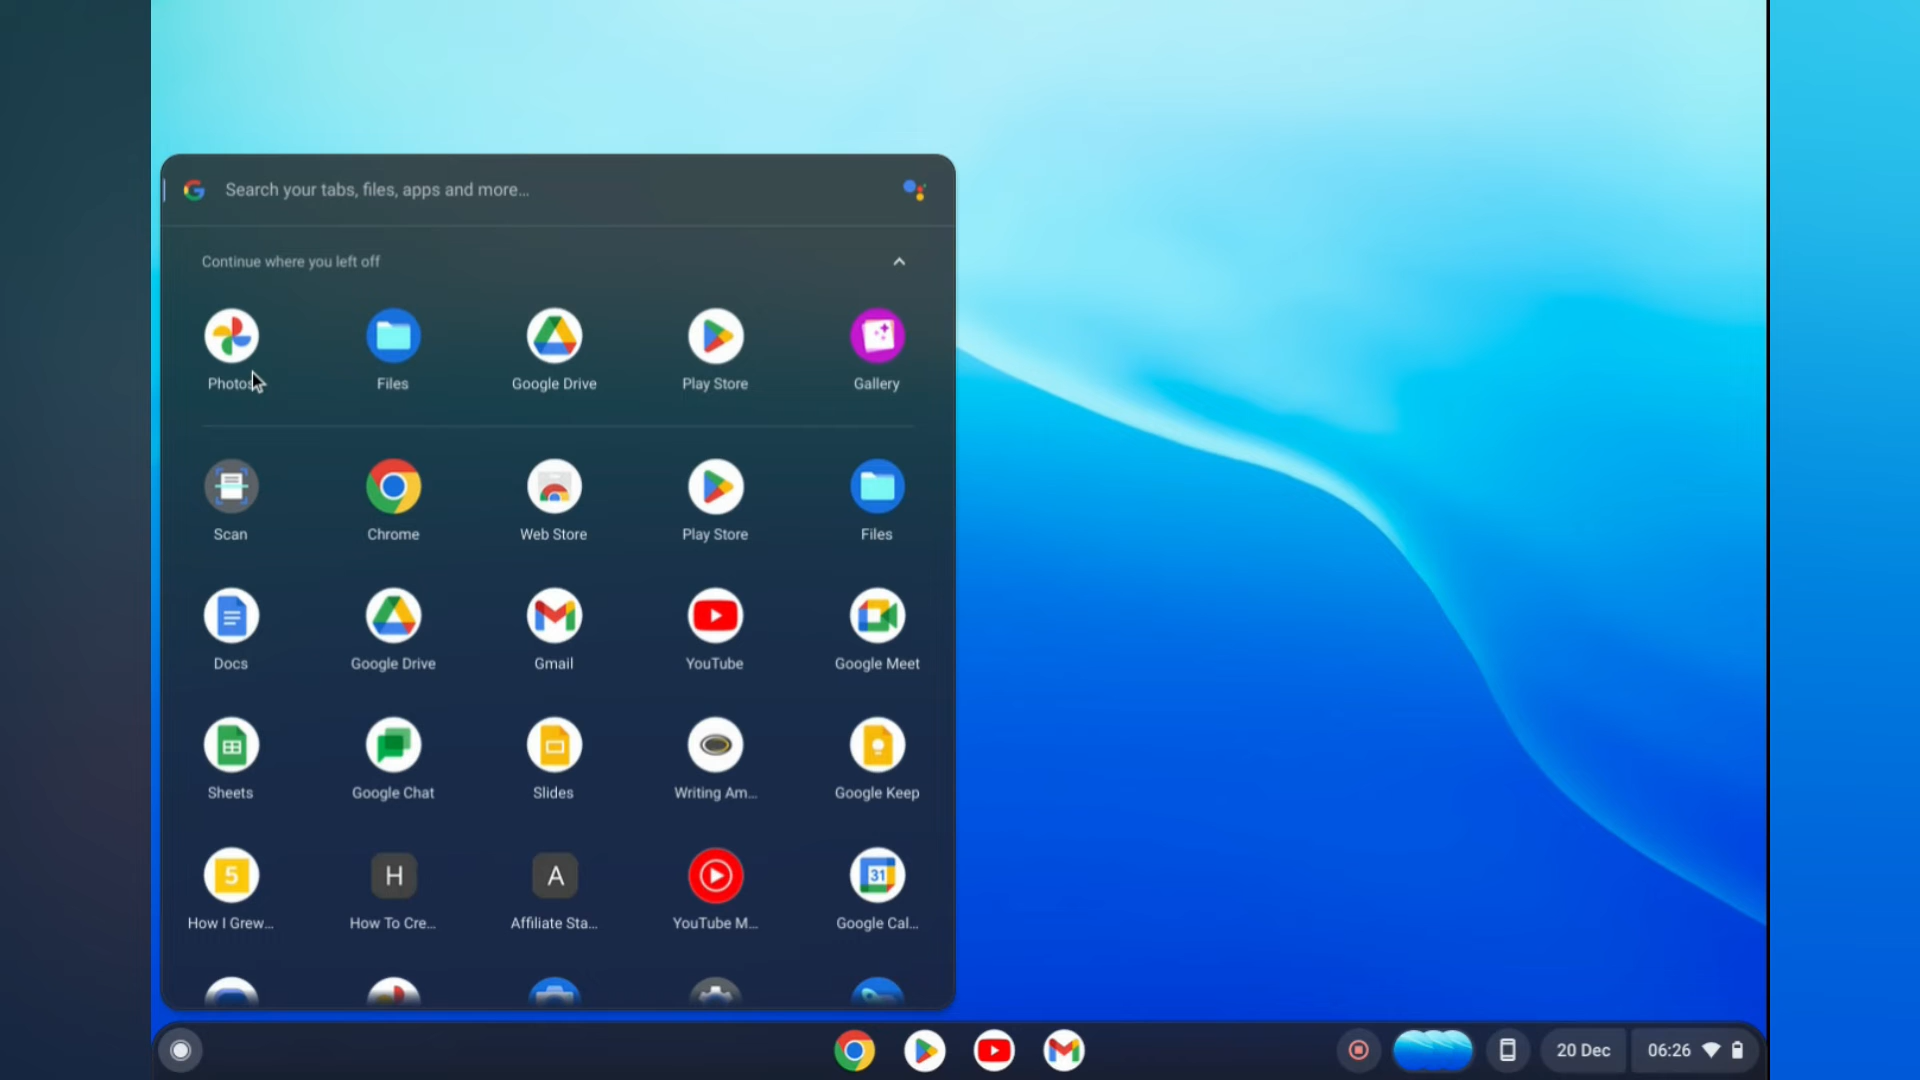 Search your tabs, files, apps and more...
Continue where you left off
Photos
Files
Google Drive
Play Store
Gallery
Scan
Chrome
Web Store
Play Store
Files
Docs
Google Drive
Gmail
YouTube
Google Meet
Sheets
Google Chat
Slides
Writing Am...
Google Keep
5
H
A
31
How I Grew...
How To Cre...
Affiliate Sta...
YouTube M...
Google Cal...
20 Dec
06:26